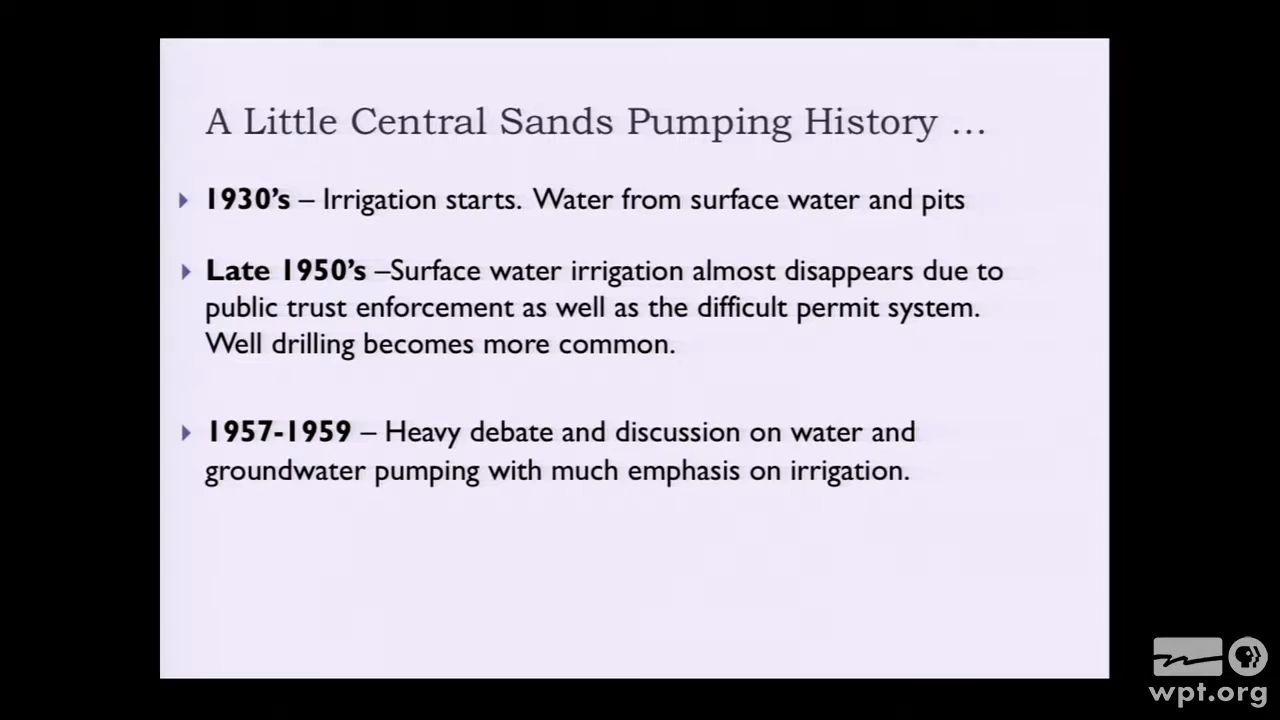 A Little Central Sands Pumping History …
1930’s – Irrigation starts. Water from surface water and pits
Late 1950’s –Surface water irrigation almost disappears due to
public trust enforcement as well as the difficult permit system.
Well drilling becomes more common.
1957-1959 – Heavy debate and discussion on water and
groundwater pumping with much emphasis on irrigation.
wpt.org